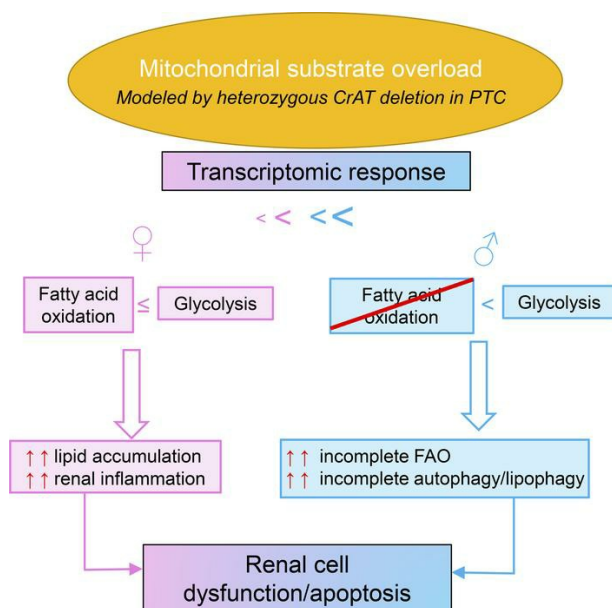 Mitochondrial substrate overload
Modeled by heterozygous CrAT deletion in PTC
Transcriptomic response
< < < <
♀
♂
Fatty acid
oxidation
≤
Glycolysis
Fatty acid
oxidation
<
Glycolysis
↑↑ lipid accumulation
↑↑ renal inflammation
↑↑ incomplete FAO
↑↑ incomplete autophagy/lipophagy
Renal cell
dysfunction/apoptosis